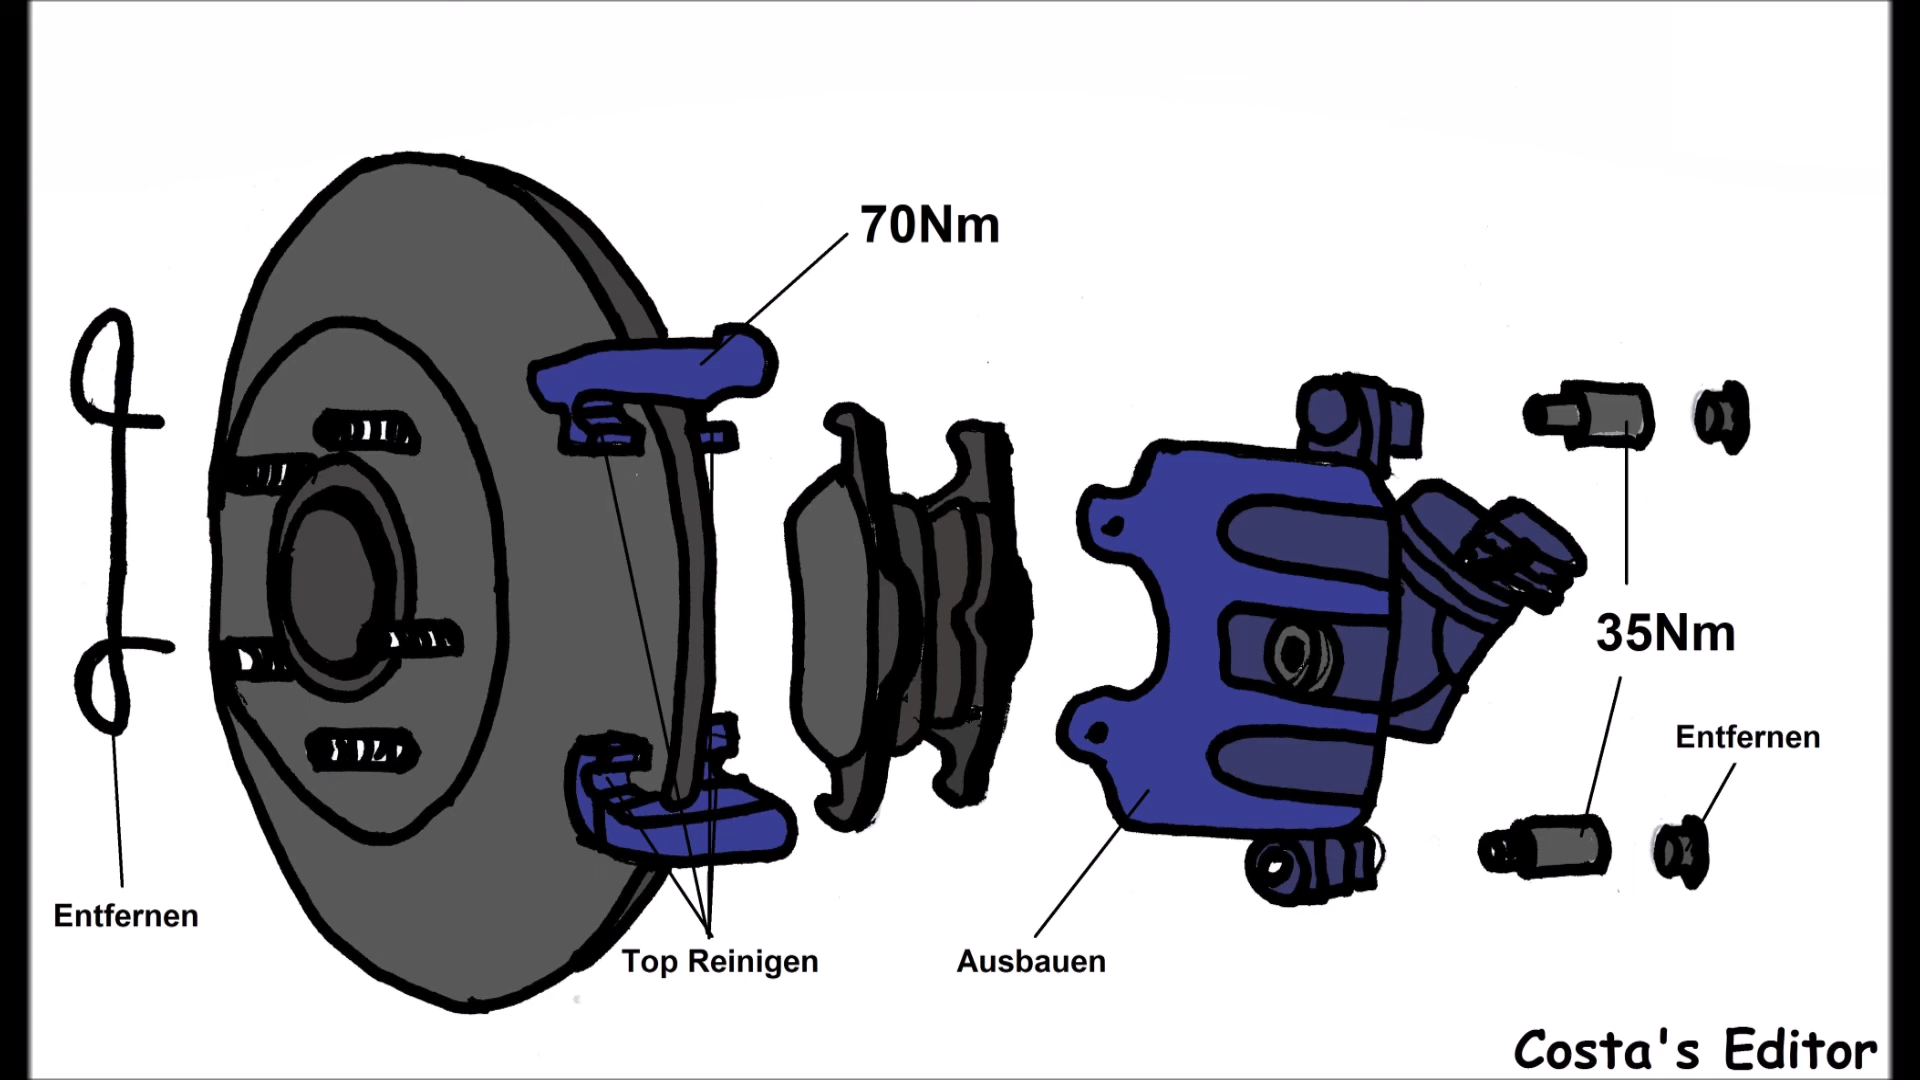 70Nm
35Nm
Entfernen
Entfernen
Top Reinigen
Ausbauen
Costa's Editor